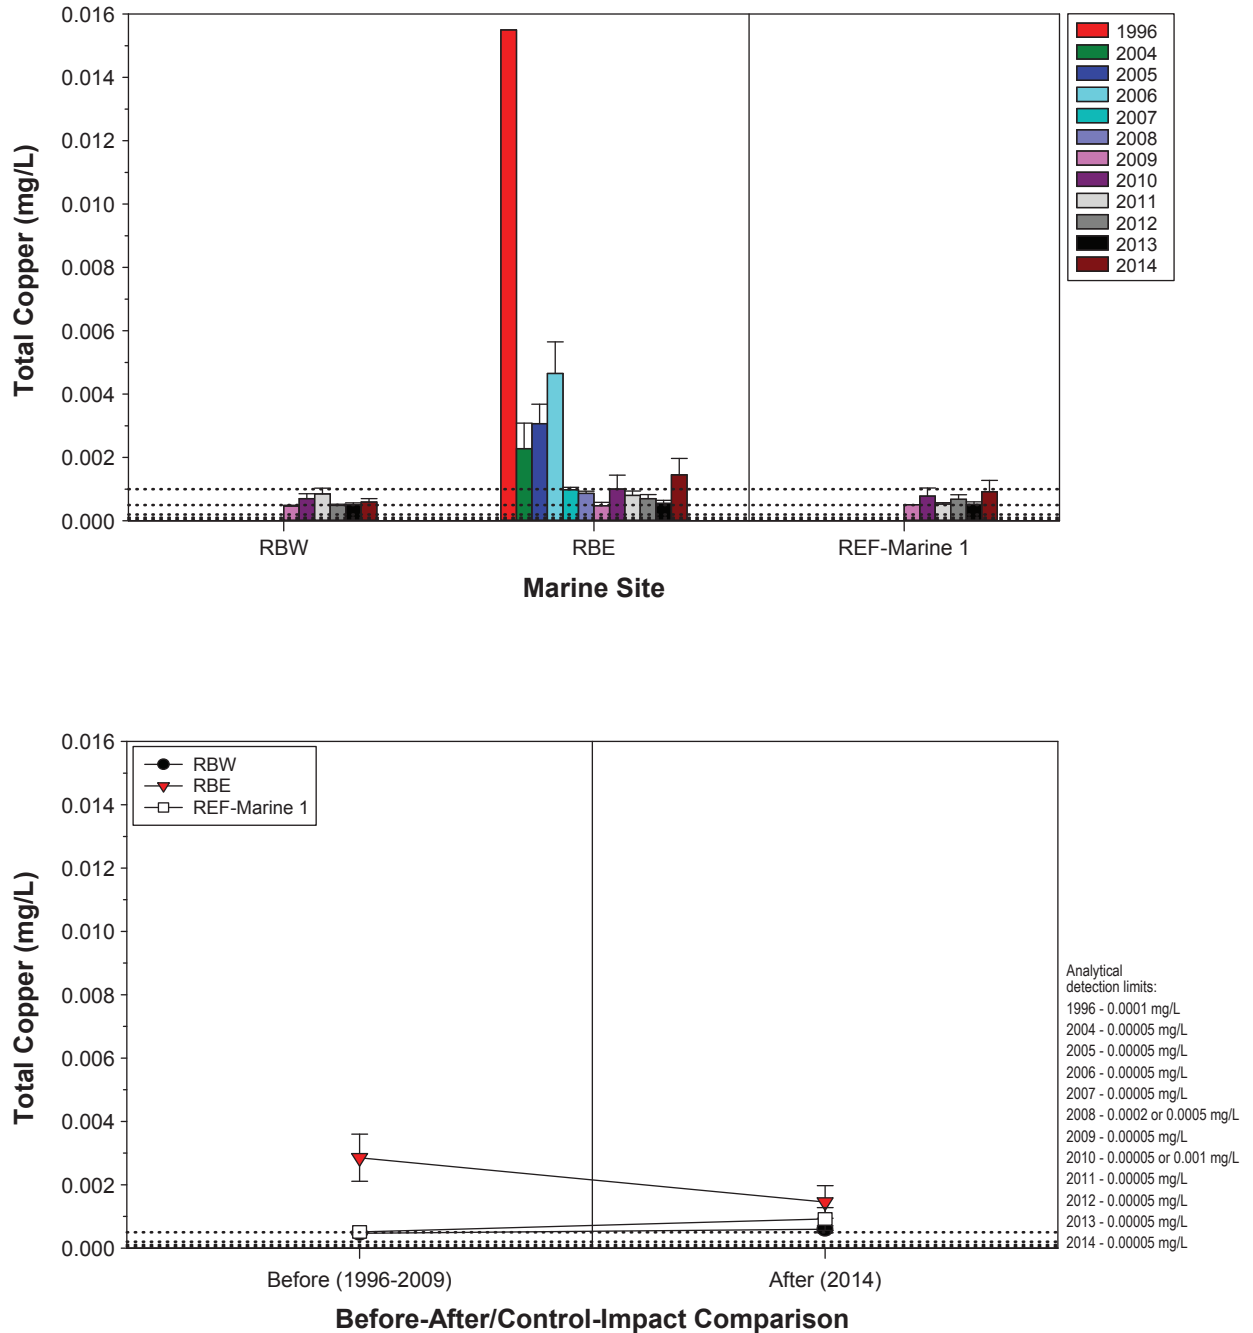 Total Copper (mg/L)
0.016
0.014
0.012
0.010
0.008
0.006
0.004
0.002
0.000
RBW
RBE
REF-Marine 1
Marine Site
1996
2004
2005
2006
2007
2008
2009
2010
2011
2012
2013
2014
Total Copper (mg/L)
0.016
0.014
0.012
0.010
0.008
0.006
0.004
0.002
0.000
RBW
RBE
REF-Marine 1
Before (1996-2009)
After (2014)
Before-After/Control-Impact Comparison
Analytical
detection limits:
1996 - 0.0001 mg/L
2004 - 0.00005 mg/L
2005 - 0.00005 mg/L
2006 - 0.00005 mg/L
2007 - 0.00005 mg/L
2008 - 0.0002 or 0.0005 mg/L
2009 - 0.00005 mg/L
2010 - 0.00005 or 0.001 mg/L
2011 - 0.00005 mg/L
2012 - 0.00005 mg/L
2013 - 0.00005 mg/L
2014 - 0.00005 mg/L